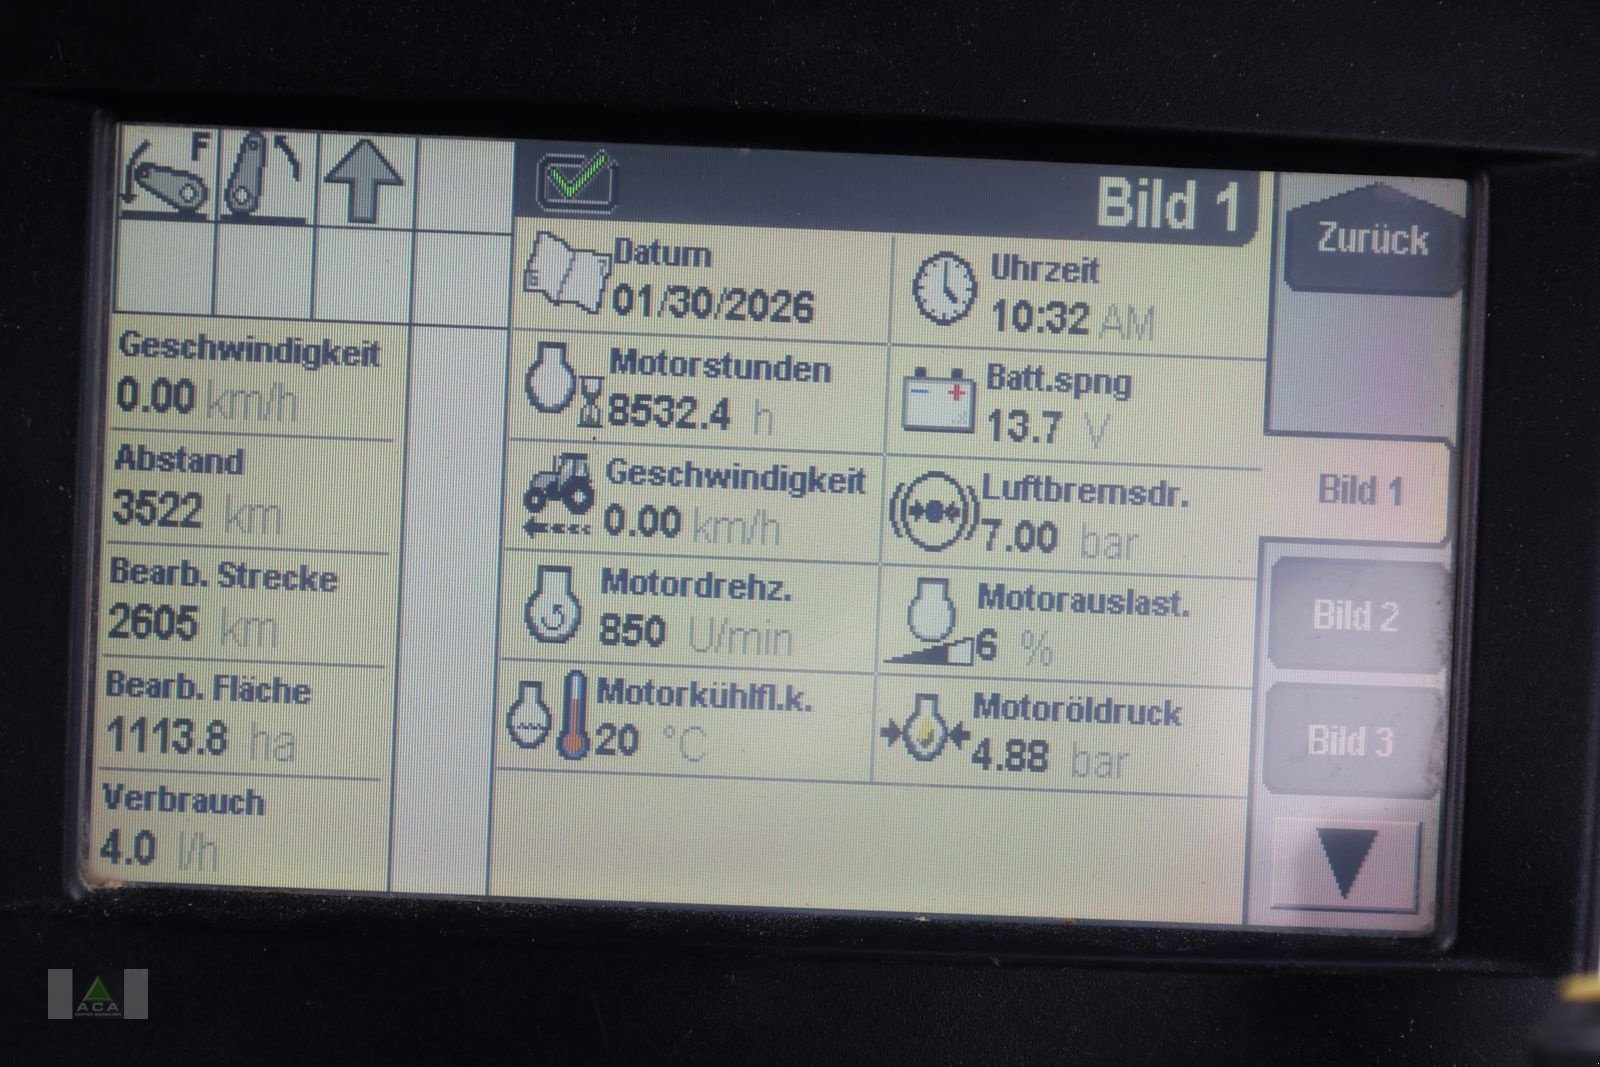 F
Bild 1
Zurück
Datum
01/30/2026
Uhrzeit
10:32 AM
Motorstunden
8532.4 h
Batt.spng
13.7 V
Geschwindigkeit
0.00 km/h
Luftbremsdr.
7.00 bar
Motordrehz.
850 U/min
Motorauslast.
6 %
Motorkühlfl.k.
20 °C
Motoröldruck
4.88 bar
Geschwindigkeit
0.00 km/h
Abstand
3522 km
Bearb. Strecke
2605 km
Bearb. Fläche
1113.8 ha
Verbrauch
4.0 l/h
Bild 1
Bild 2
Bild 3
ACA